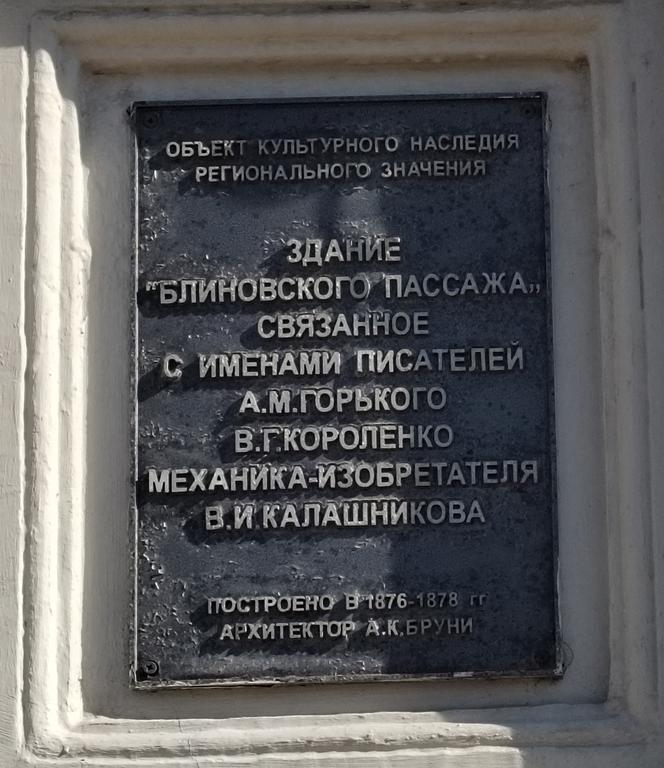 ОБЪЕКТ КУЛЬТУРНОГО НАСЛЕДИЯ
РЕГИОНАЛЬНОГО ЗНАЧЕНИЯ
ЗДАНИЕ
"БЛИНОВСКОГО ПАССАЖА„
СВЯЗАННОЕ
С ИМЕНАМИ ПИСАТЕЛЕЙ
А.М.ГОРЬКОГО
В.Г.КОРОЛЕНКО
МЕХАНИКА-ИЗОБРЕТАТЕЛЯ
В.И.КАЛАШНИКОВА
ПОСТРОЕНО В 1876-1878 гг
АРХИТЕКТОР А.К.БРУНИ